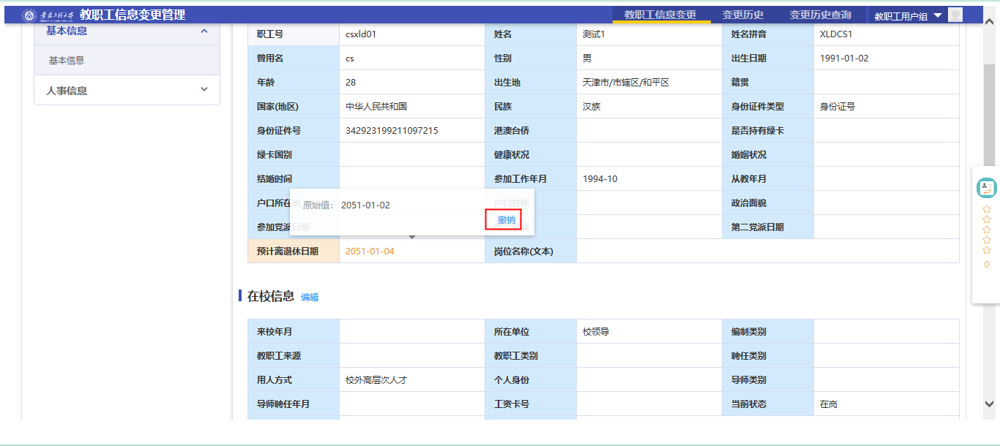 教职工信息变更管理 教职工信息变更 变更历史 变更历史查询 教职工用户组
基本信息
基本信息
人事信息
职工号 csxld01 姓名 测试1 姓名拼音 XLDCS1
曾用名 cs 性别 男 出生日期 1991-01-02
年龄 28 出生地 天津市/市辖区/和平区 籍贯
国家(地区) 中华人民共和国 民族 汉族 身份证件类型 身份证号
身份证件号 342923199211097215 港澳台侨 是否持有绿卡
绿卡国别 健康状况 婚姻状况
结婚时间 参加工作年月 1994-10 从教年月
户口所在地 户口性质 政治面貌
原始值： 2051-01-02
撤销
参加党派日期 第二党派日期
预计离退休日期 2051-01-04 岗位名称(文本)
在校信息 编辑
来校年月 所在单位 校领导 编制类别
教职工来源 教职工类别 聘任类别
用人方式 校外高层次人才 个人身份 导师类别
导师聘任年月 工资卡号 当前状态 在岗
0